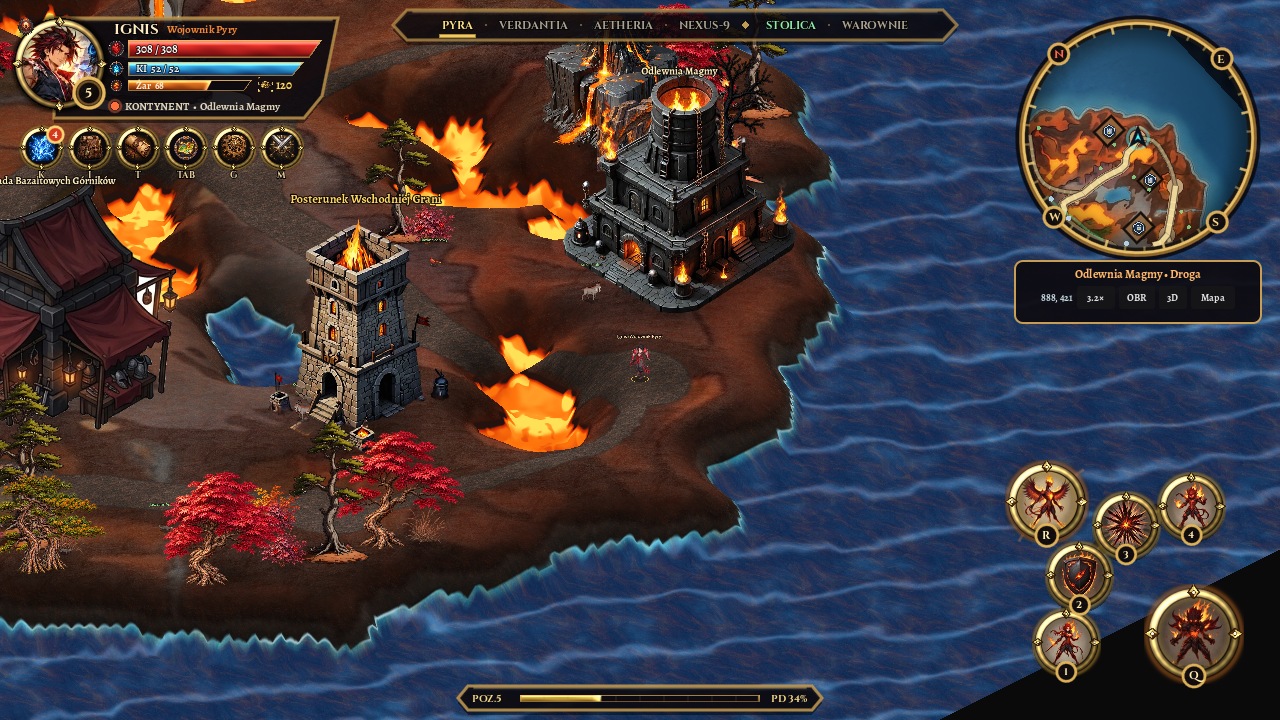 IGNIS Wojownik Pyry
308 / 308
KI 52 / 52
Żar 68
120
5
KONTYNENT • Odlewnia Magmy
4
K
T
TAB
G
M
PYRA · VERDANTIA · AETHERIA · NEXUS-9 ◆ STOLICA · WAROWNIE
N
E
W
S
Odlewnia Magmy • Droga
888, 421 3.2× OBR 3D Mapa
Odlewnia Magmy
Bazaltowych Górników
Posterunek Wschodniej Grani
R
3
4
2
1
Q
POZ.5
PD 34%